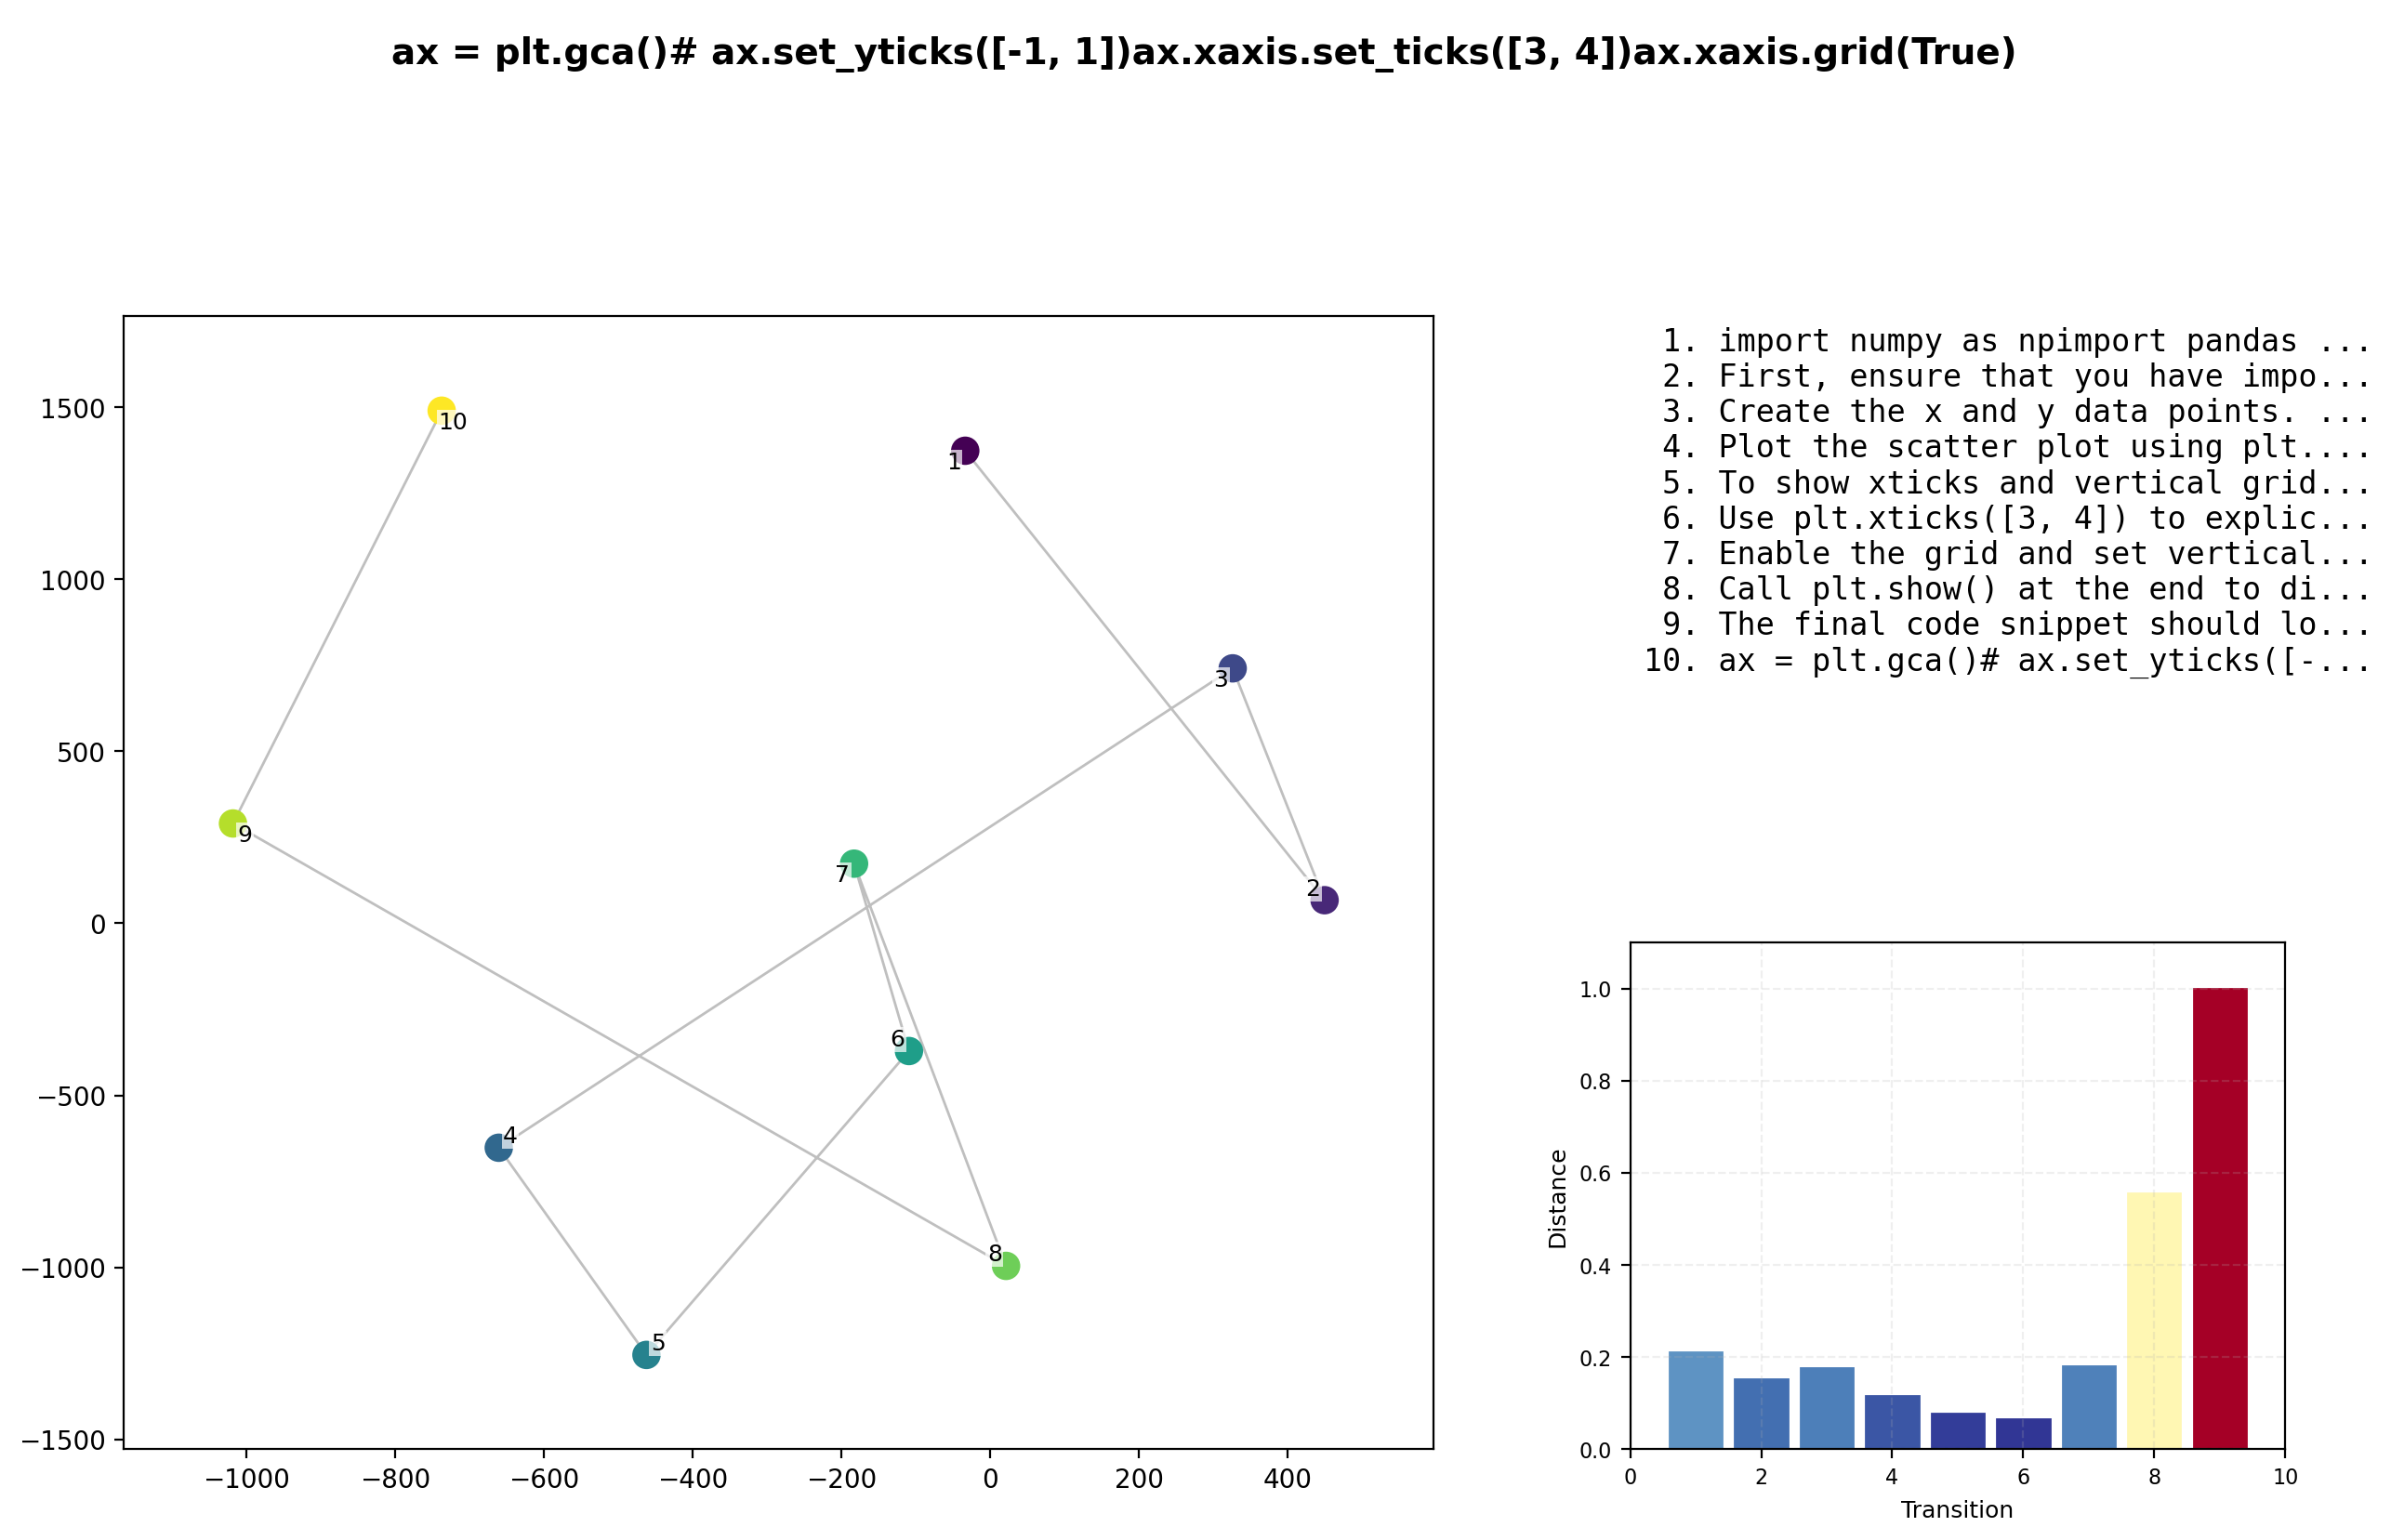 ax = plt.gca()# ax.set_yticks([-1, 1])ax.xaxis.set_ticks([3, 4])ax.xaxis.grid(True)
1500
1000
500
0
−500
−1000
−1500
−1000
−800
−600
−400
−200
0
200
400
10
1
3
9
7
2
6
4
8
5
1. import numpy as npimport pandas ...
2. First, ensure that you have impo...
3. Create the x and y data points. ...
4. Plot the scatter plot using plt....
5. To show xticks and vertical grid...
6. Use plt.xticks([3, 4]) to explic...
7. Enable the grid and set vertical...
8. Call plt.show() at the end to di...
9. The final code snippet should lo...
10. ax = plt.gca()# ax.set_yticks([-...
Distance
1.0
0.8
0.6
0.4
0.2
0.0
0
2
4
6
8
10
Transition